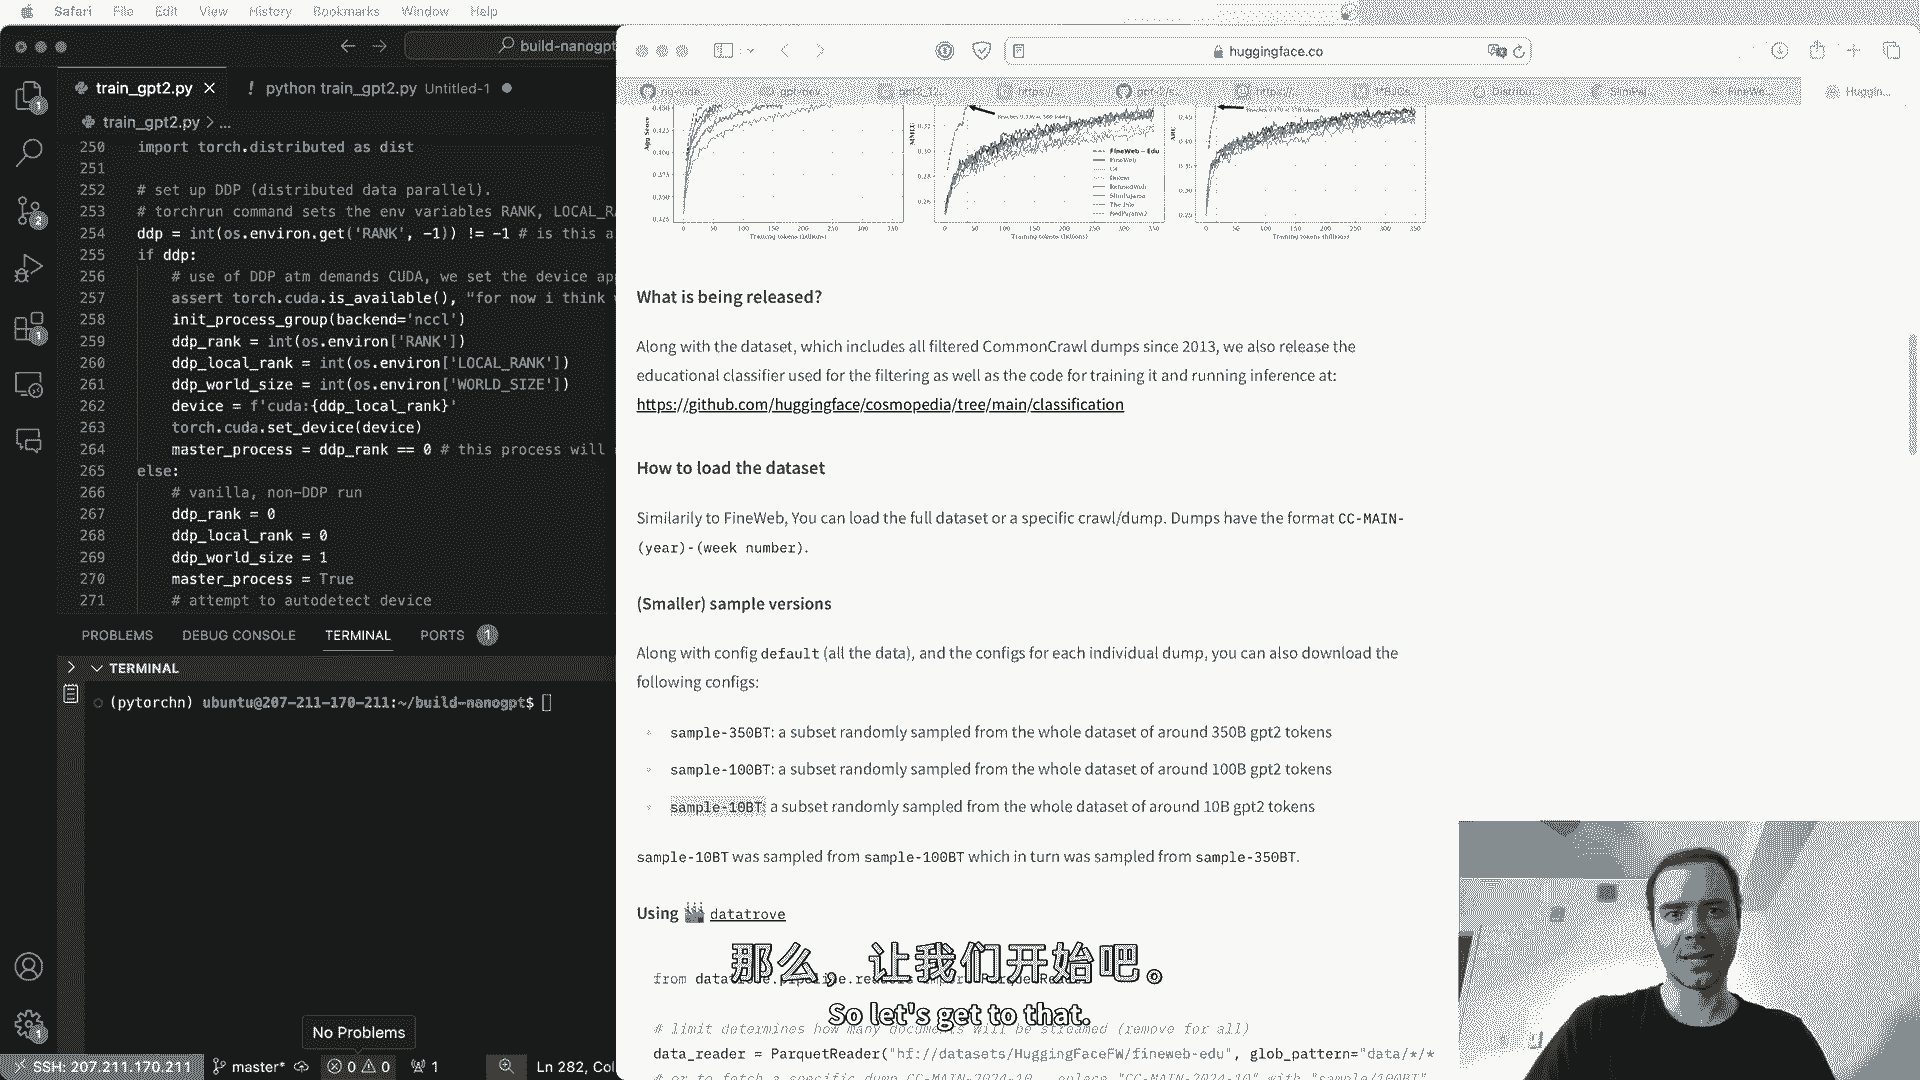 Safari File Edit View History Bookmarks Window Help
build-nanogpt
huggingface.co
train_gpt2.py
python train_gpt2.py Untitled-1
train_gpt2.py > ...
250 import torch.distributed as dist
251
252 # set up DDP (distributed data parallel).
253 # torchrun command sets the env variables RANK, LOCAL_R
254 ddp = int(os.environ.get('RANK', -1)) != -1 # is this a
255 if ddp:
256 # use of DDP atm demands CUDA, we set the device ap
257 assert torch.cuda.is_available(), "for now i think
258 init_process_group(backend='nccl')
259 ddp_rank = int(os.environ['RANK'])
260 ddp_local_rank = int(os.environ['LOCAL_RANK'])
261 ddp_world_size = int(os.environ['WORLD_SIZE'])
262 device = f'cuda:{ddp_local_rank}'
263 torch.cuda.set_device(device)
264 master_process = ddp_rank == 0 # this process will
265 else:
266 # vanilla, non-DDP run
267 ddp_rank = 0
268 ddp_local_rank = 0
269 ddp_world_size = 1
270 master_process = True
271 # attempt to autodetect device
PROBLEMS DEBUG CONSOLE TERMINAL PORTS 1
TERMINAL
(pytorchn) ubuntu@207-211-170-211:~/build-nanogpt$
No Problems
SSH: 207.211.170.211 master* 0 0 1 Ln 282, Col
Training tokens (billions)
Training tokens (billions)
Training tokens (billions)
FineWeb-Edu
FineWeb
What is being released?
Along with the dataset, which includes all filtered CommonCrawl dumps since 2013, we also release the
educational classifier used for the filtering as well as the code for training it and running inference at:
https://github.com/huggingface/cosmopedia/tree/main/classification
How to load the dataset
Similarily to FineWeb, You can load the full dataset or a specific crawl/dump. Dumps have the format CC-MAIN-
(year)-(week number).
(Smaller) sample versions
Along with config default (all the data), and the configs for each individual dump, you can also download the
following configs:
sample-350BT: a subset randomly sampled from the whole dataset of around 350B gpt2 tokens
sample-100BT: a subset randomly sampled from the whole dataset of around 100B gpt2 tokens
sample-10BT: a subset randomly sampled from the whole dataset of around 10B gpt2 tokens
sample-10BT was sampled from sample-100BT which in turn was sampled from sample-350BT.
Using datatrove
那么，让我们开始吧。
So let's get to that.
# limit determines how many documents will be streamed (remove for all)
data_reader = ParquetReader("hf://datasets/HuggingFaceFW/fineweb-edu", glob_pattern="data/*/*